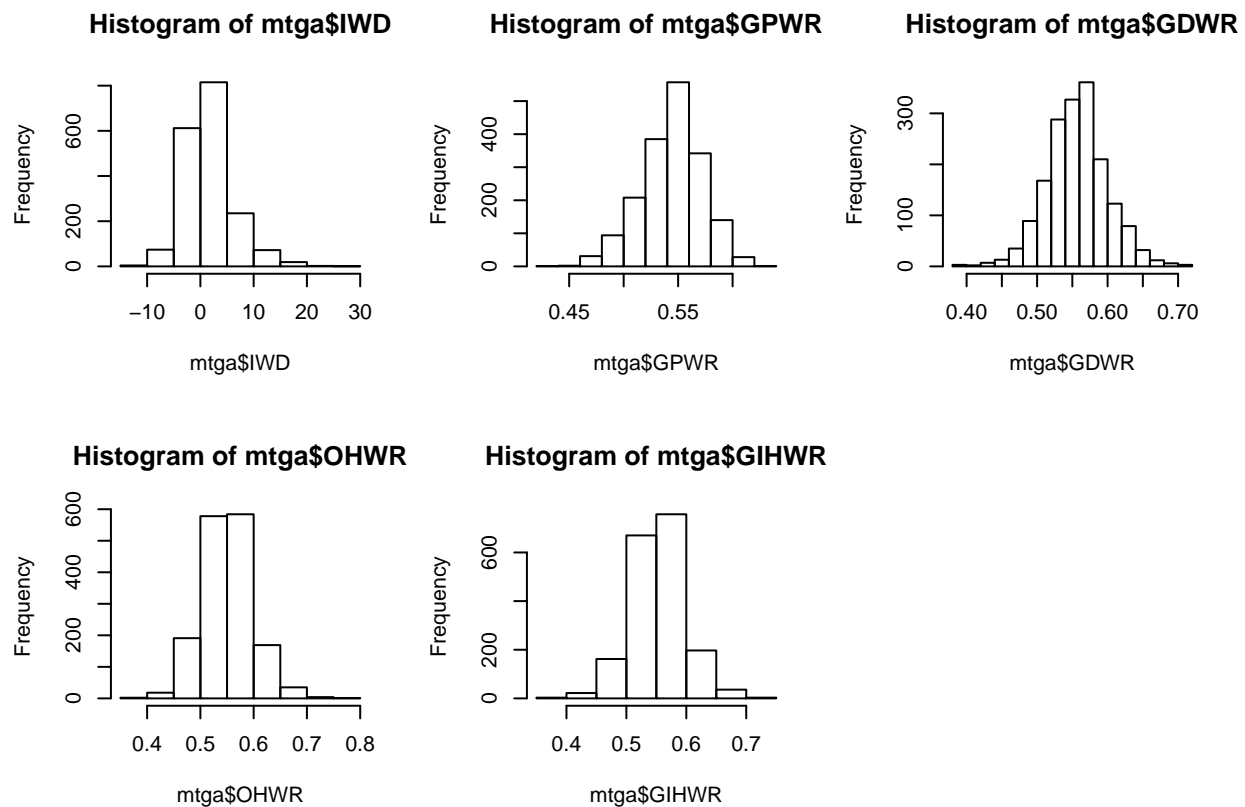 Histogram of mtga$IWD
Frequency
0
200
600
−10
0
10
20
30
mtga$IWD
Histogram of mtga$GPWR
Frequency
0
200
400
0.45
0.55
mtga$GPWR
Histogram of mtga$GDWR
Frequency
0
100
300
0.40
0.50
0.60
0.70
mtga$GDWR
Histogram of mtga$OHWR
Frequency
0
200
400
600
0.4
0.5
0.6
0.7
0.8
mtga$OHWR
Histogram of mtga$GIHWR
Frequency
0
200
600
0.4
0.5
0.6
0.7
mtga$GIHWR